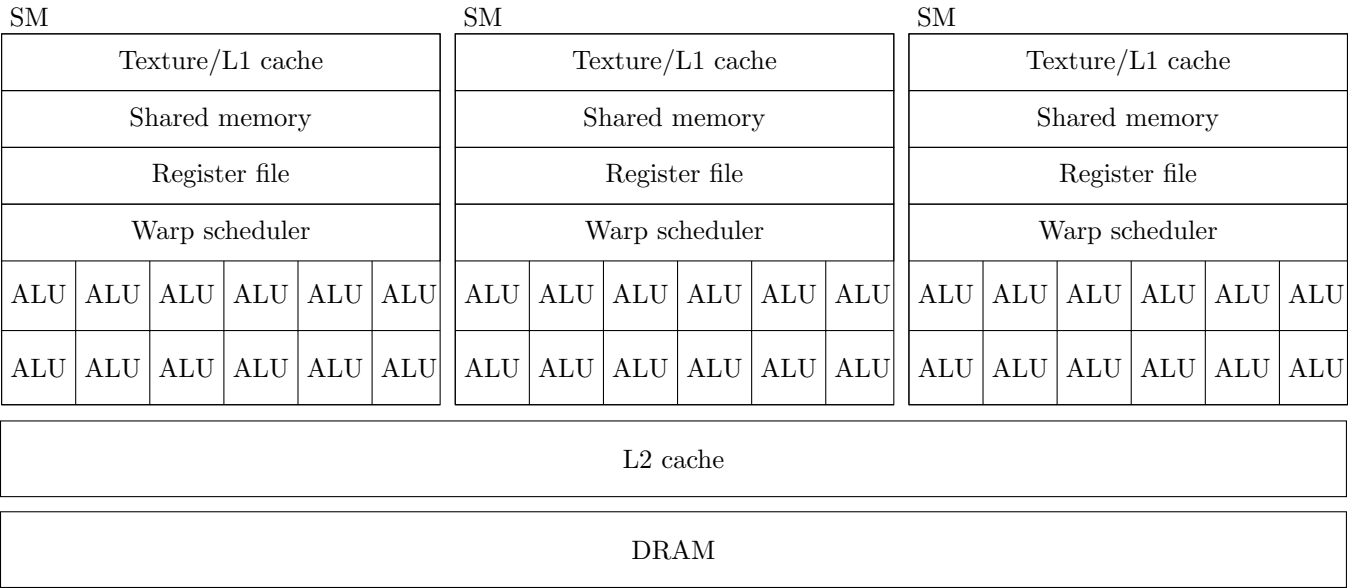 SM SM SM
Texture/L1 cache Texture/L1 cache Texture/L1 cache
Shared memory Shared memory Shared memory
Register file Register file Register file
Warp scheduler Warp scheduler Warp scheduler
ALU ALU ALU ALU ALU ALU ALU ALU ALU ALU ALU ALU ALU ALU ALU ALU ALU ALU
ALU ALU ALU ALU ALU ALU ALU ALU ALU ALU ALU ALU ALU ALU ALU ALU ALU ALU
L2 cache
DRAM